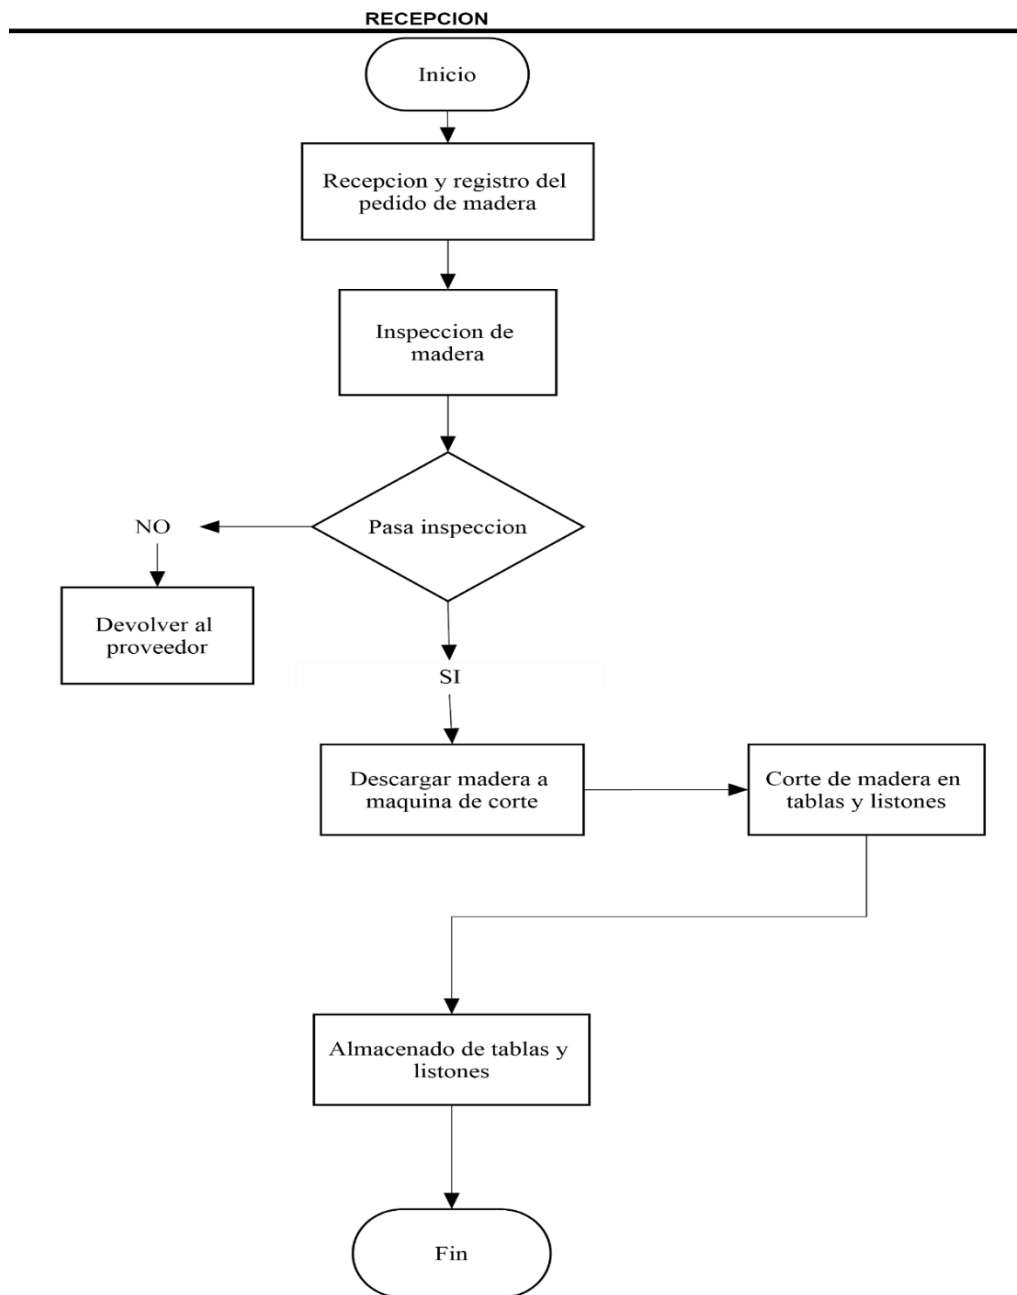 RECEPCION
Inicio
Recepcion y registro del
pedido de madera
Inspeccion de
madera
Pasa inspeccion
NO
Devolver al
proveedor
SI
Descargar madera a
maquina de corte
Corte de madera en
tablas y listones
Almacenado de tablas y
listones
Fin